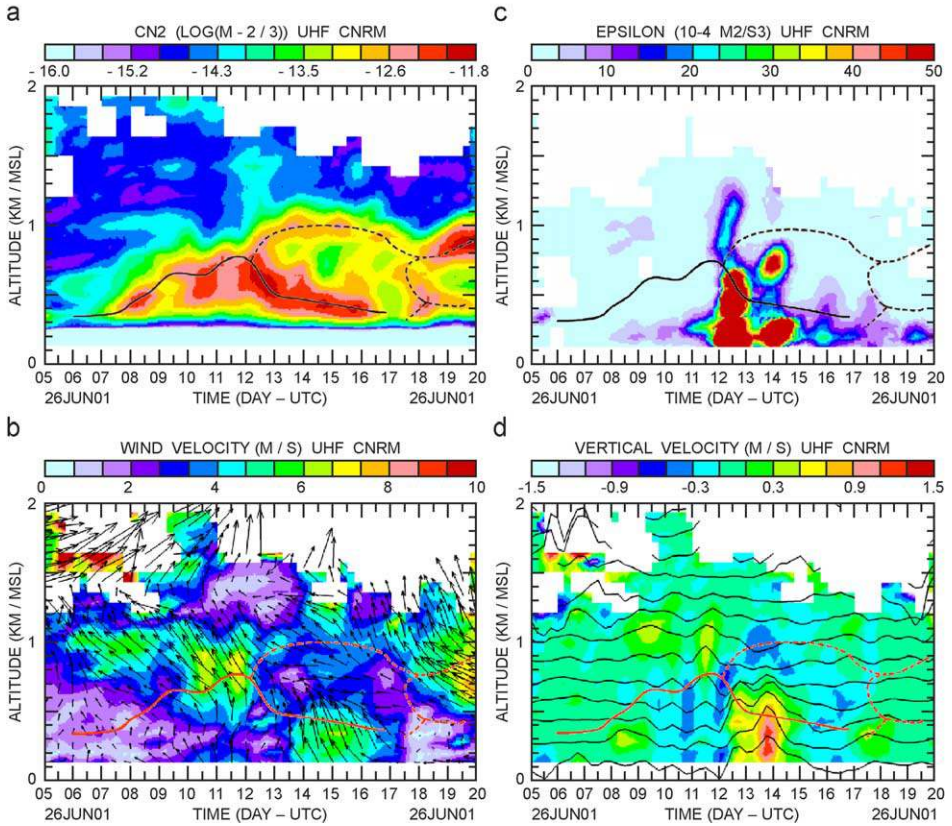 a
CN2 (LOG(M - 2 / 3)) UHF CNRM
-16.0 -15.2 -14.3 -13.5 -12.6 -11.8
2
1
0
ALTITUDE (KM / MSL)
05 06 07 08 09 10 11 12 13 14 15 16 17 18 19 20
26JUN01 TIME (DAY – UTC) 26JUN01
c
EPSILON (10-4 M2/S3) UHF CNRM
0 10 20 30 40 50
2
1
0
ALTITUDE (KM / MSL)
05 06 07 08 09 10 11 12 13 14 15 16 17 18 19 20
26JUN01 TIME (DAY – UTC) 26JUN01
b
WIND VELOCITY (M / S) UHF CNRM
0 2 4 6 8 10
2
1
0
ALTITUDE (KM / MSL)
05 06 07 08 09 10 11 12 13 14 15 16 17 18 19 20
26JUN01 TIME (DAY – UTC) 26JUN01
d
VERTICAL VELOCITY (M / S) UHF CNRM
-1.5 -0.9 -0.3 0.3 0.9 1.5
2
1
0
ALTITUDE (KM / MSL)
05 06 07 08 09 10 11 12 13 14 15 16 17 18 19 20
26JUN01 TIME (DAY – UTC) 26JUN01